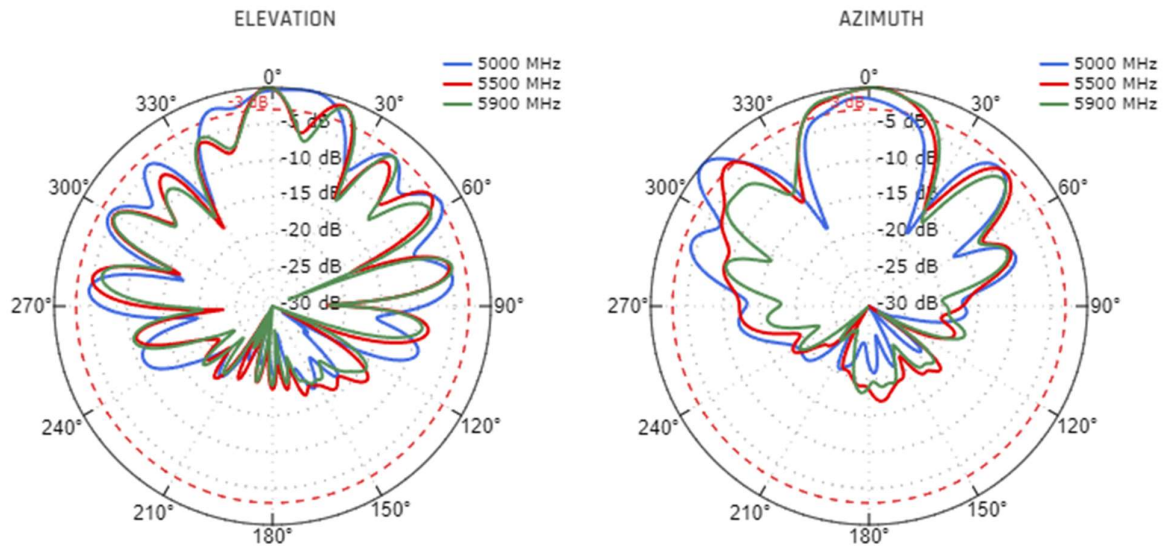 ELEVATION
5000 MHz
5500 MHz
5900 MHz
0°
330°
-3 dB
30°
-5 dB
-10 dB
300°
-15 dB
60°
-20 dB
-25 dB
270°
-30 dB
90°
240°
120°
210°
150°
180°
AZIMUTH
5000 MHz
5500 MHz
5900 MHz
0°
330°
-3 dB
30°
-5 dB
-10 dB
300°
-15 dB
60°
-20 dB
-25 dB
270°
-30 dB
90°
240°
120°
210°
150°
180°